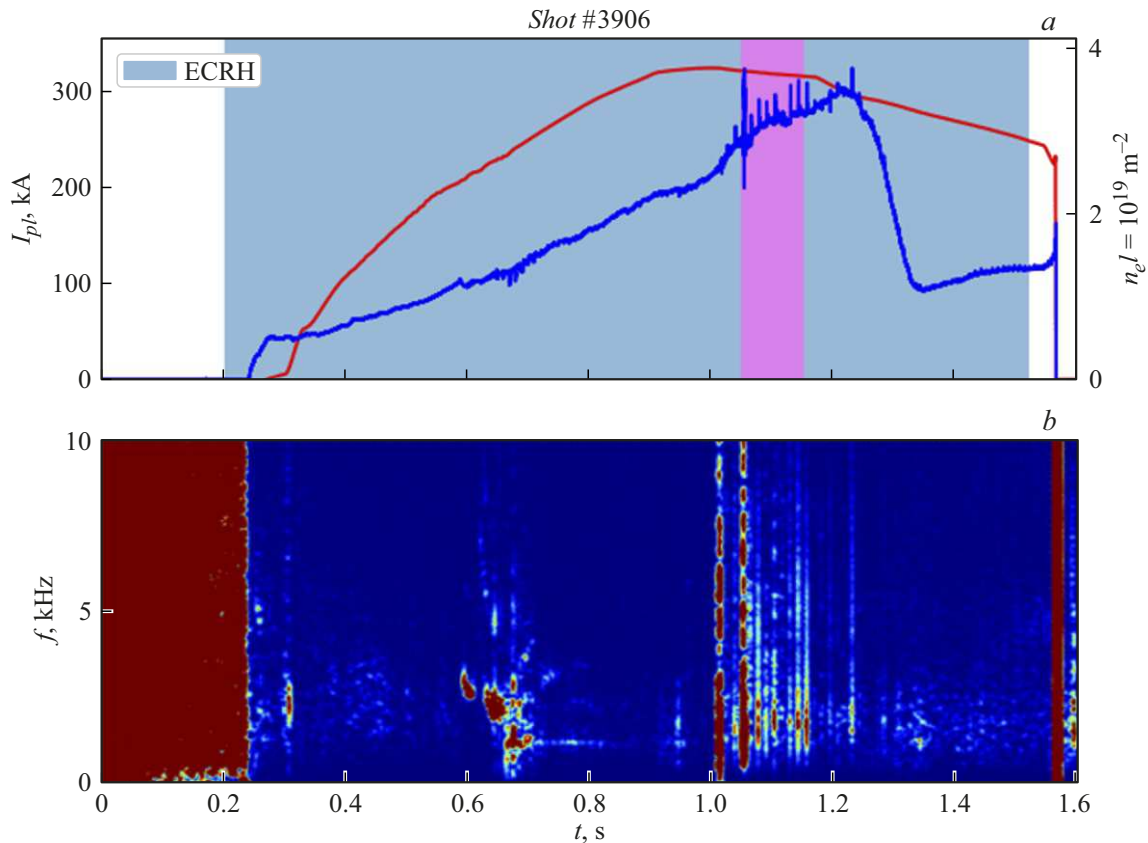 Shot #3906
a
ECRH
I_pl, kA
300
200
100
0
4
2
0
n_e l = 10^19 m^−2
b
f, kHz
10
5
0
0 0.2 0.4 0.6 0.8 1.0 1.2 1.4 1.6
t, s